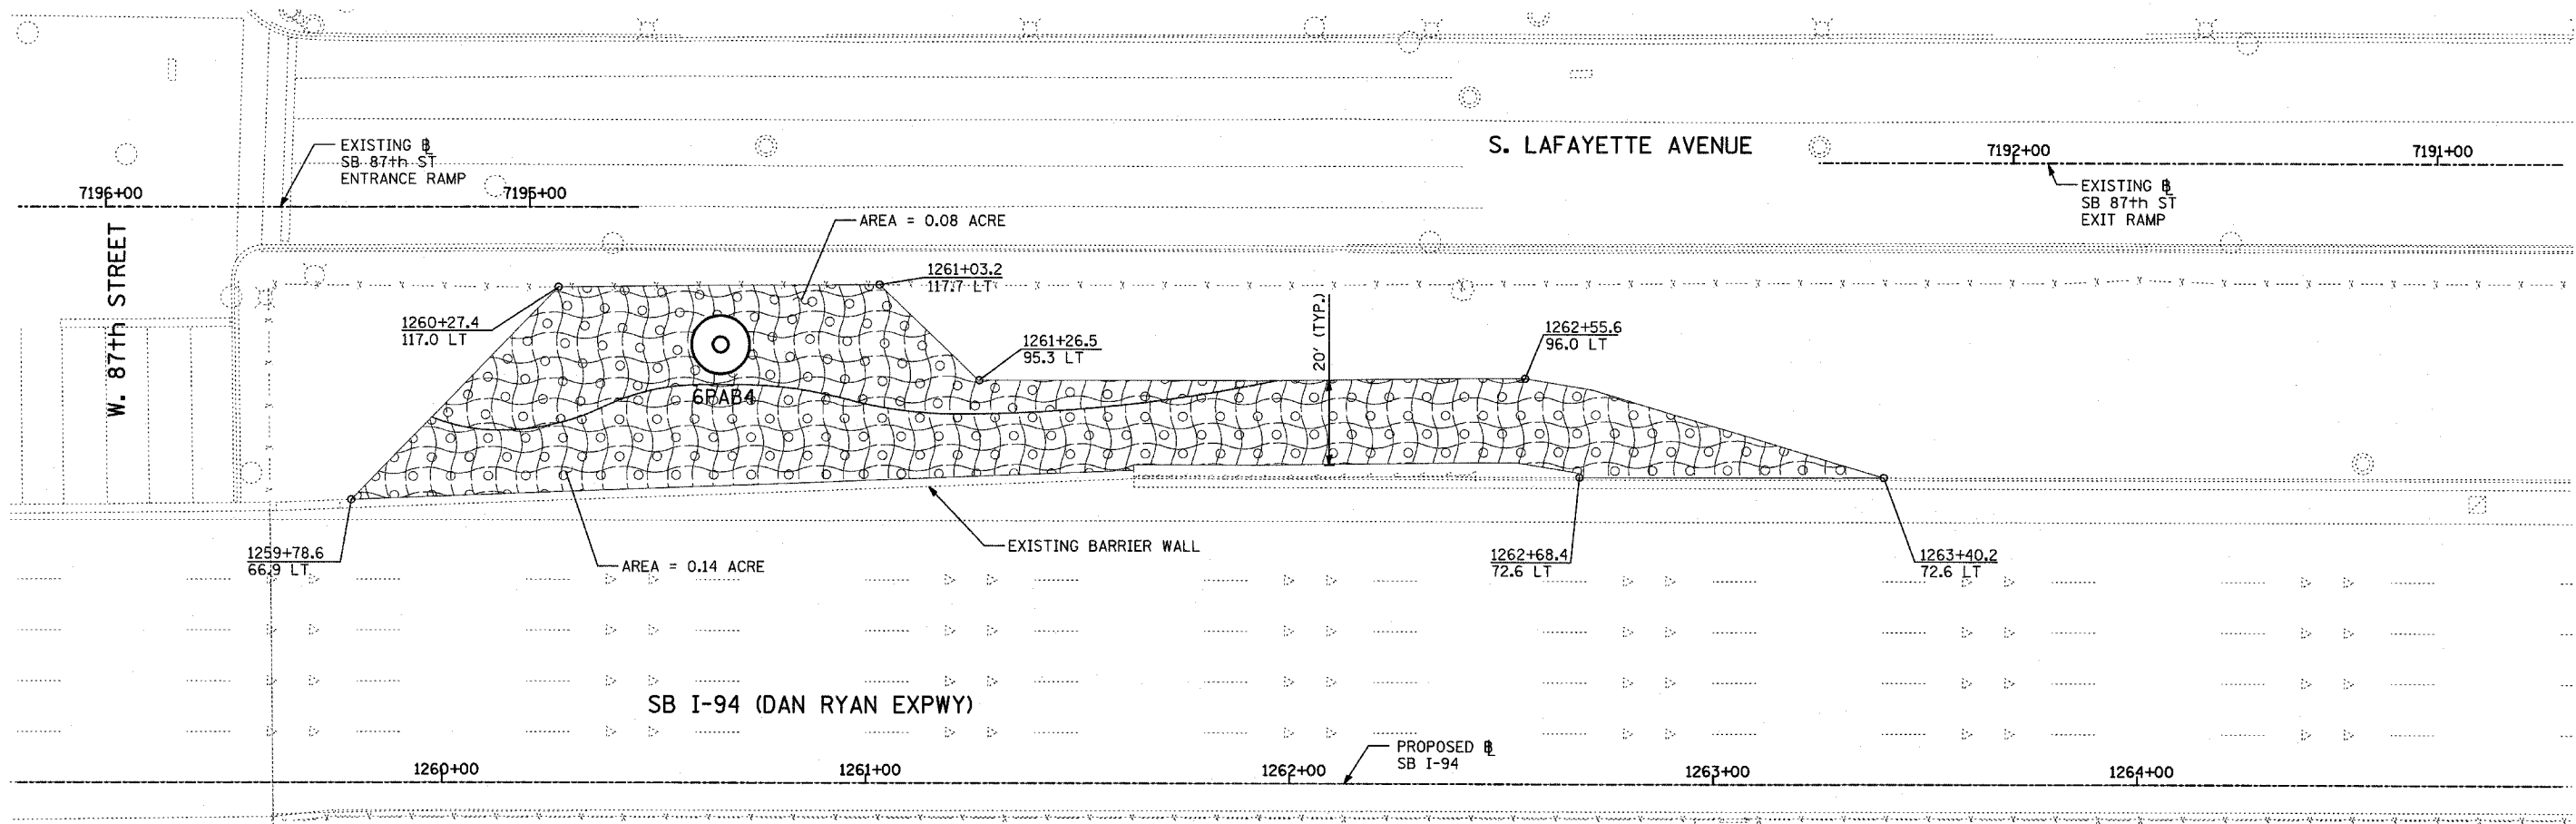 EXISTING ⅊
SB 87th ST
ENTRANCE RAMP
7196+00
7195+00
S. LAFAYETTE AVENUE
7192+00
7191+00
EXISTING ⅊
SB 87th ST
EXIT RAMP
AREA = 0.08 ACRE
W. 87th STREET
1261+03.2
117.7 LT
1260+27.4
117.0 LT
1261+26.5
95.3 LT
20' (TYP.)
1262+55.6
96.0 LT
6PAB4
1259+78.6
66.9 LT
AREA = 0.14 ACRE
EXISTING BARRIER WALL
1262+68.4
72.6 LT
1263+40.2
72.6 LT
SB I-94 (DAN RYAN EXPWY)
PROPOSED ⅊
SB I-94
1260+00
1261+00
1262+00
1263+00
1264+00